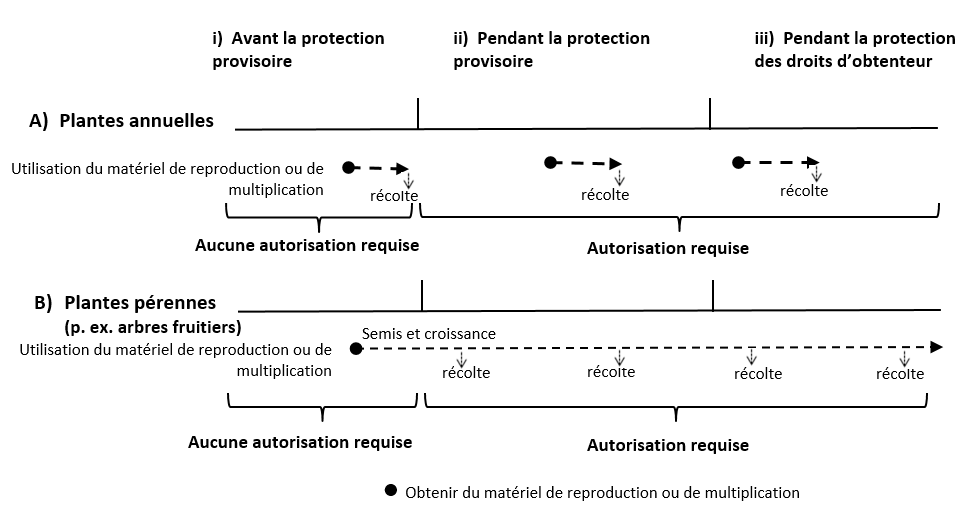 i) Avant la protection
provisoire
ii) Pendant la protection
provisoire
iii) Pendant la protection
des droits d’obtenteur
A) Plantes annuelles
Utilisation du matériel de reproduction ou de
multiplication
récolte
récolte
récolte
Aucune autorisation requise
Autorisation requise
B) Plantes pérennes
(p. ex. arbres fruitiers)
Semis et croissance
Utilisation du matériel de reproduction ou de
multiplication
récolte
récolte
récolte
récolte
Aucune autorisation requise
Autorisation requise
Obtenir du matériel de reproduction ou de multiplication